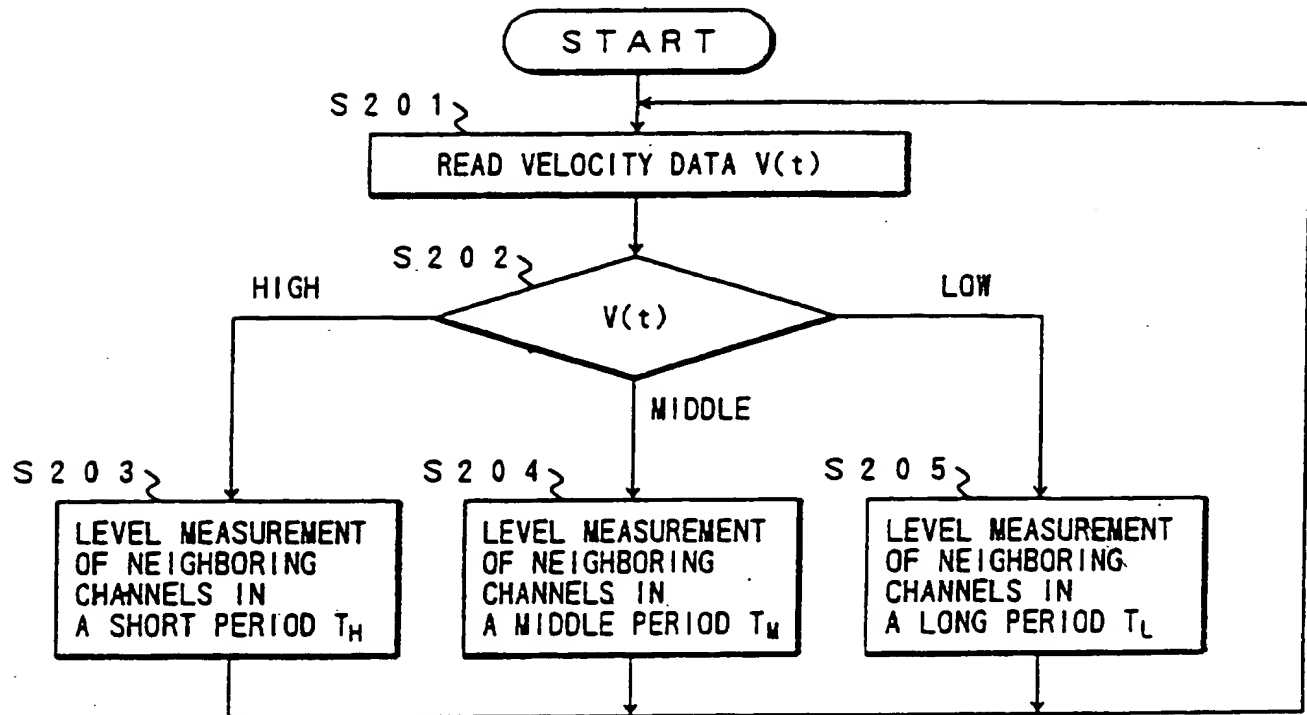 START
S201
READ VELOCITY DATA V(t)
S202
HIGH
V(t)
LOW
MIDDLE
S203
LEVEL MEASUREMENT
OF NEIGHBORING
CHANNELS IN
A SHORT PERIOD TH
S204
LEVEL MEASUREMENT
OF NEIGHBORING
CHANNELS IN
A MIDDLE PERIOD TM
S205
LEVEL MEASUREMENT
OF NEIGHBORING
CHANNELS IN
A LONG PERIOD TL